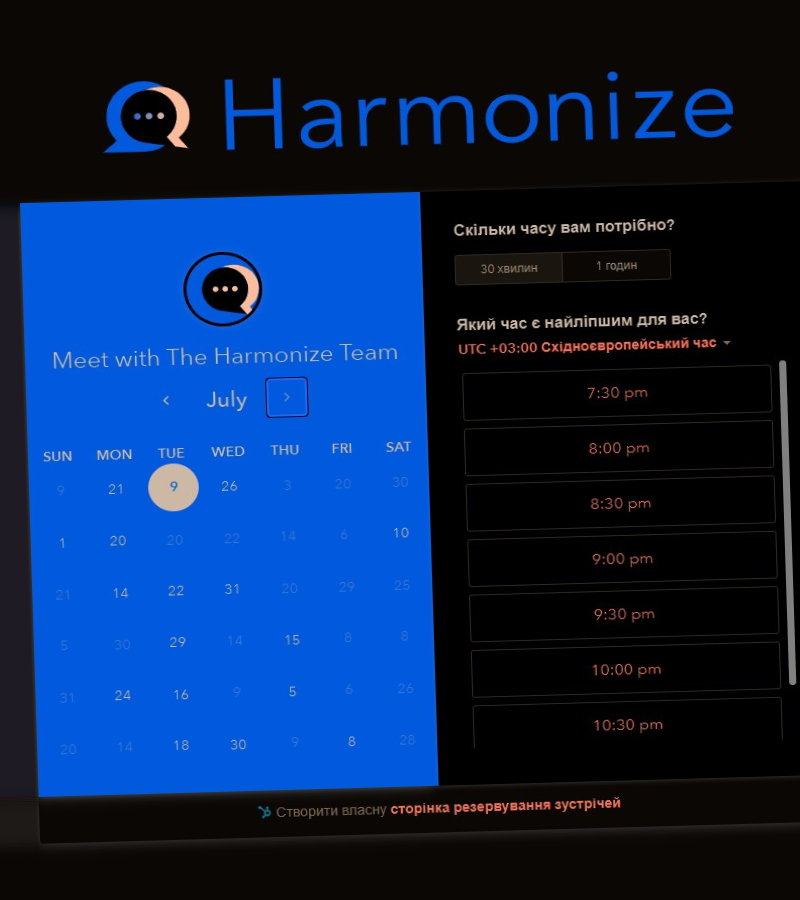 Harmonize
Meet with The Harmonize Team
July
SUN MON TUE WED THU FRI SAT
9 21 9 26 3 20 30
1 20 20 22 14 6 10
21 14 22 31 20 29 25
5 30 29 14 15 8 8
31 24 16 9 5 6 26
20 14 18 30 9 8 28
Скільки часу вам потрібно?
30 хвилин 1 годин
Який час є найліпшим для вас?
UTC +03:00 Східноєвропейський час
7:30 pm
8:00 pm
8:30 pm
9:00 pm
9:30 pm
10:00 pm
10:30 pm
Створити власну сторінка резервування зустрічей